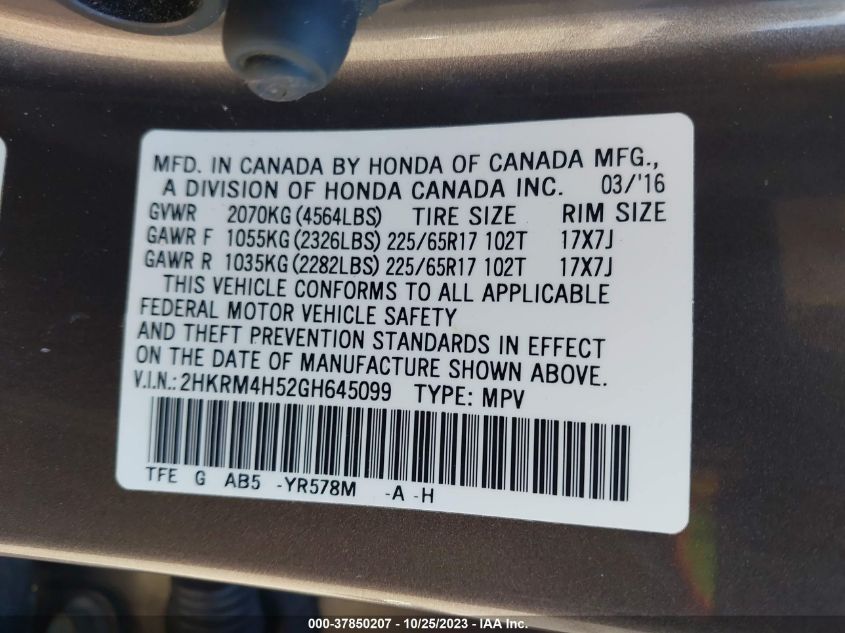 MFD. IN CANADA BY HONDA OF CANADA MFG.,
A DIVISION OF HONDA CANADA INC. 03/'16
GVWR 2070KG (4564LBS) TIRE SIZE RIM SIZE
GAWR F 1055KG (2326LBS) 225/65R17 102T 17X7J
GAWR R 1035KG (2282LBS) 225/65R17 102T 17X7J
THIS VEHICLE CONFORMS TO ALL APPLICABLE
FEDERAL MOTOR VEHICLE SAFETY
AND THEFT PREVENTION STANDARDS IN EFFECT
ON THE DATE OF MANUFACTURE SHOWN ABOVE.
V.I.N.: 2HKRM4H52GH645099 TYPE: MPV
TFE G AB5 -YR578M -A -H
000-37850207 - 10/25/2023 - IAA Inc.